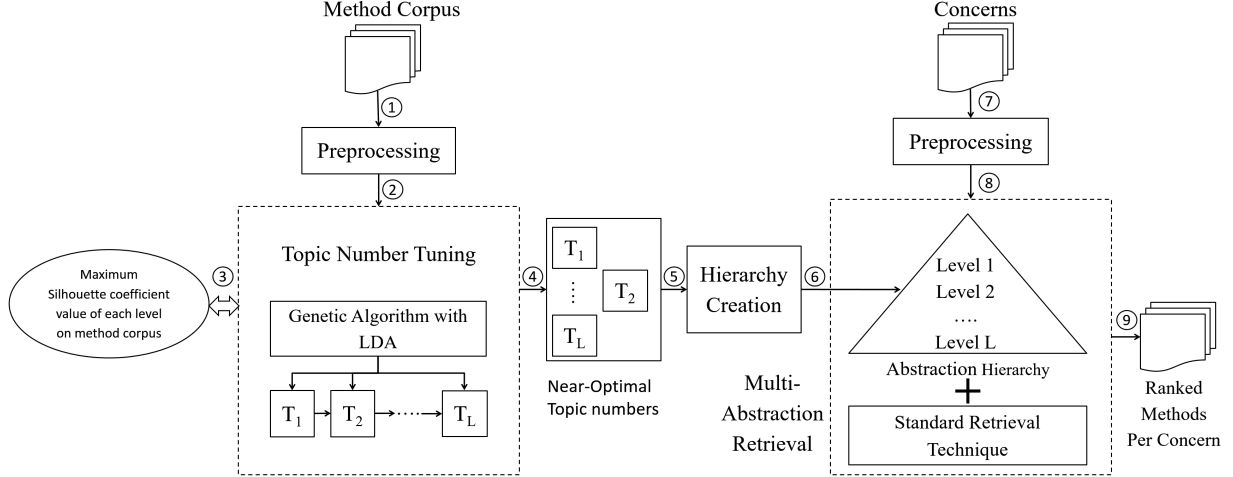 Method Corpus
①
Preprocessing
②
Maximum
Silhouette coefficient
value of each level
on method corpus
③
Topic Number Tuning
Genetic Algorithm with
LDA
T1
T2
.....
TL
④
T1
T2
TL
Near-Optimal
Topic numbers
⑤
Hierarchy
Creation
⑥
Concerns
⑦
Preprocessing
⑧
Level 1
Level 2
....
Level L
Abstraction Hierarchy
+
Standard Retrieval
Technique
Multi-
Abstraction
Retrieval
⑨
Ranked
Methods
Per Concern